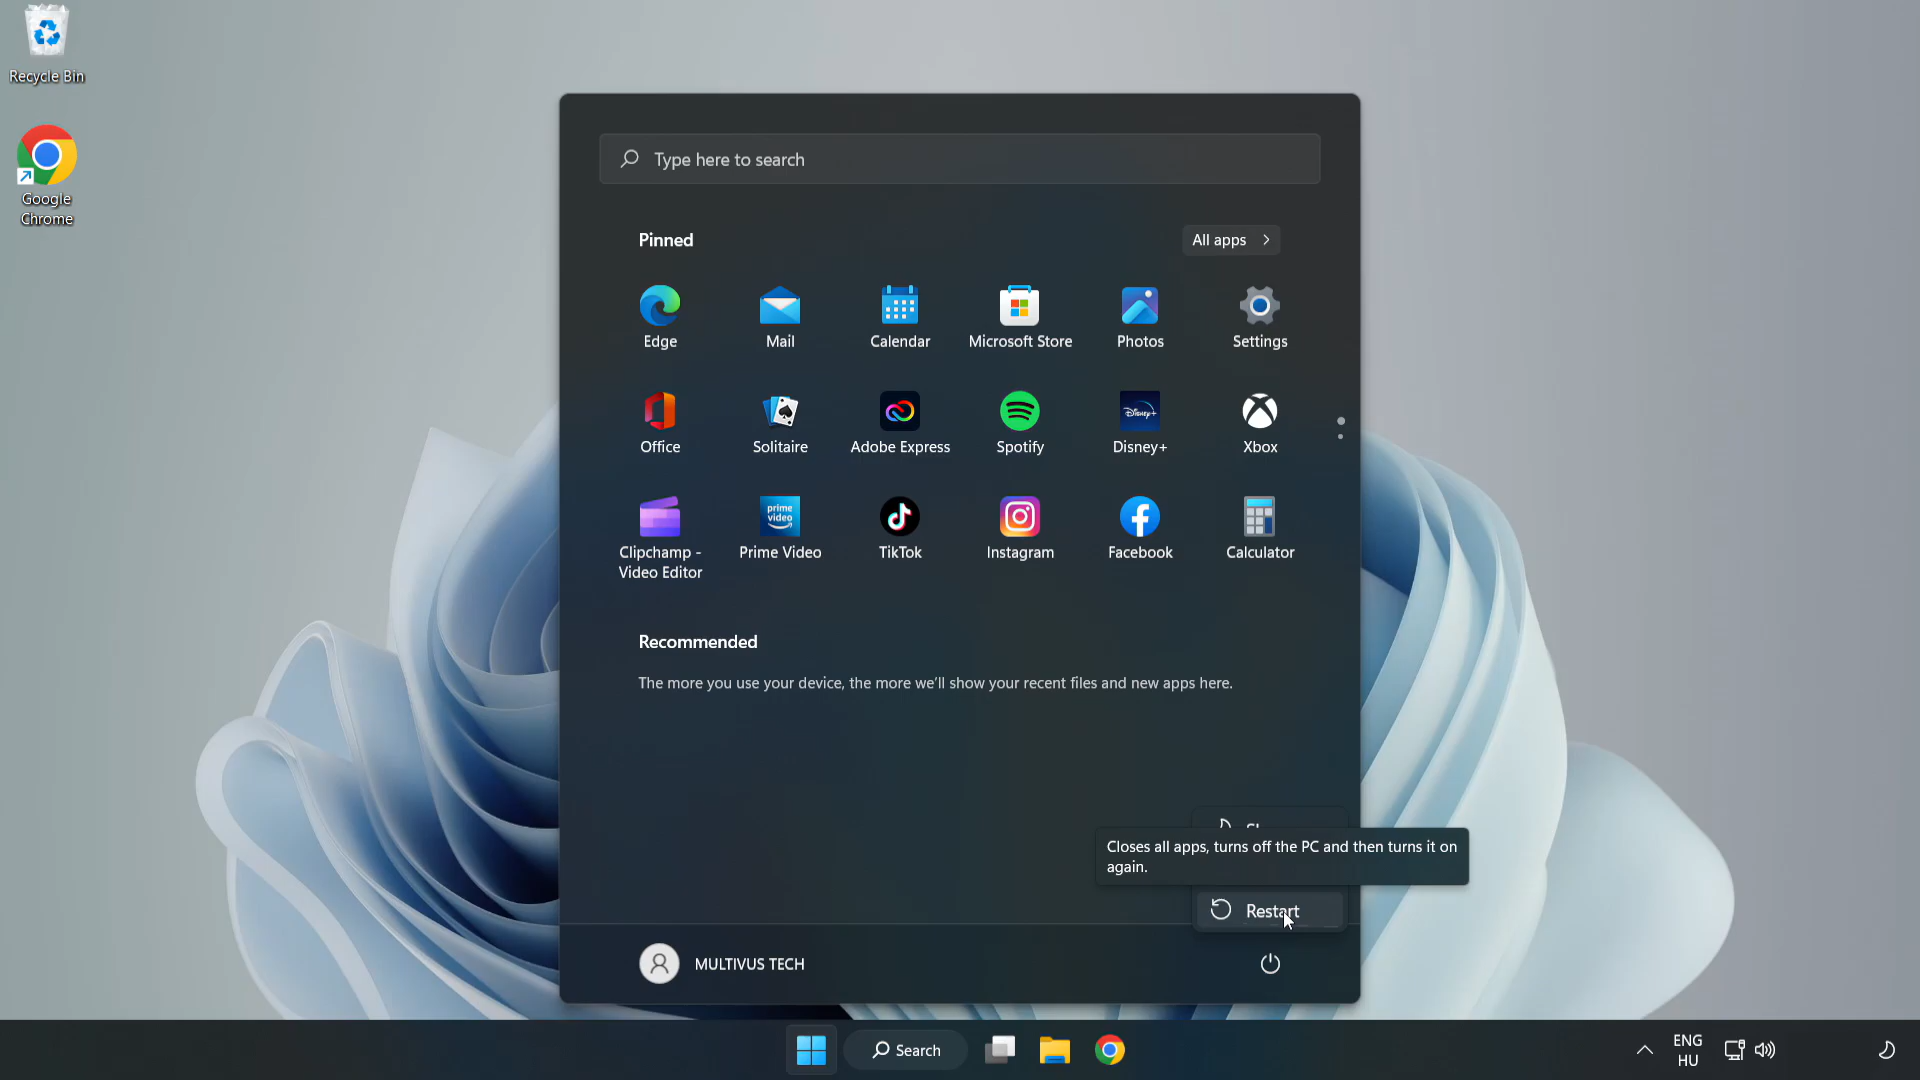 Recycle Bin
Google
Chrome
Type here to search
Pinned
All apps
Edge
Mail
Calendar
Microsoft Store
Photos
Settings
Office
Solitaire
Disney+
Adobe Express
Spotify
Disney+
Xbox
prime
video
Clipchamp -
Video Editor
Prime Video
TikTok
Instagram
Facebook
Calculator
Recommended
The more you use your device, the more we'll show your recent files and new apps here.
Closes all apps, turns off the PC and then turns it on
again.
Restart
MULTIVUS TECH
Search
ENG
HU